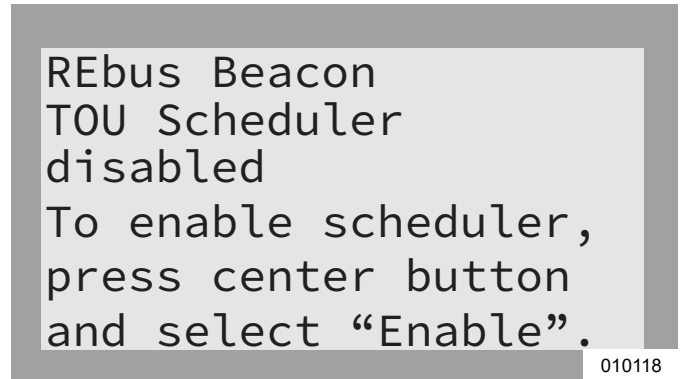 REbus Beacon
TOU Scheduler
disabled
To enable scheduler,
press center button
and select “Enable”.
010118